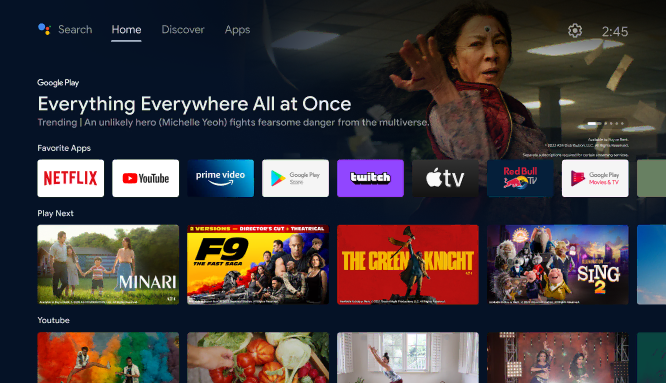 Search Home Discover Apps 2:45
Google Play
Everything Everywhere All at Once
Trending | An unlikely hero (Michelle Yeoh) fights fearsome danger from the multiverse.
Available to Buy or Rent.
©2022 A24 Distribution, LLC. All Rights Reserved.
Separate subscriptions required for certain streaming services.
Favorite Apps
NETFLIX YouTube prime video Google Play Store twitch tv Red Bull TV Google Play Movies & TV
Play Next
MINARI
A24
2 VERSIONS – DIRECTOR'S CUT + THEATRICAL
F9
THE FAST SAGA
THE GREEN KNIGHT
A24
ILLUMINATION
SING 2
Youtube